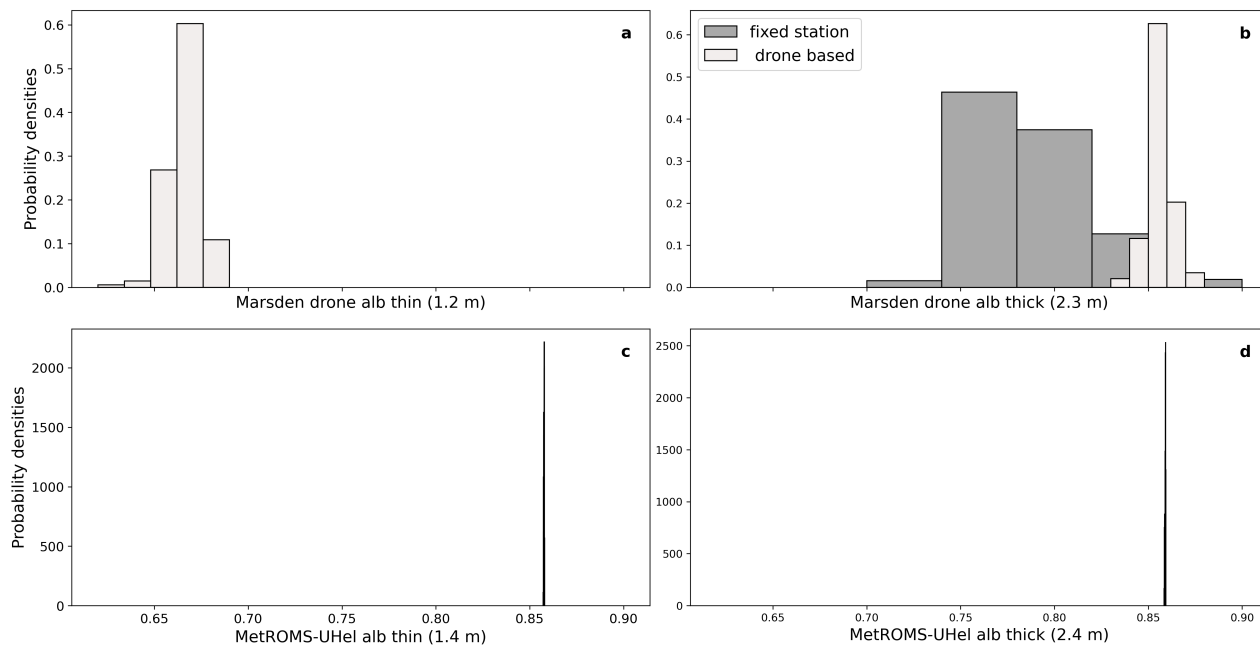 a
0.6
0.5
0.4
0.3
0.2
0.1
0.0
Probability densities
Marsden drone alb thin (1.2 m)
b
fixed station
drone based
0.6
0.5
0.4
0.3
0.2
0.1
0.0
Marsden drone alb thick (2.3 m)
c
2000
1500
1000
500
0
Probability densities
0.65 0.70 0.75 0.80 0.85 0.90
MetROMS-UHel alb thin (1.4 m)
d
2500
2000
1500
1000
500
0
0.65 0.70 0.75 0.80 0.85 0.90
MetROMS-UHel alb thick (2.4 m)